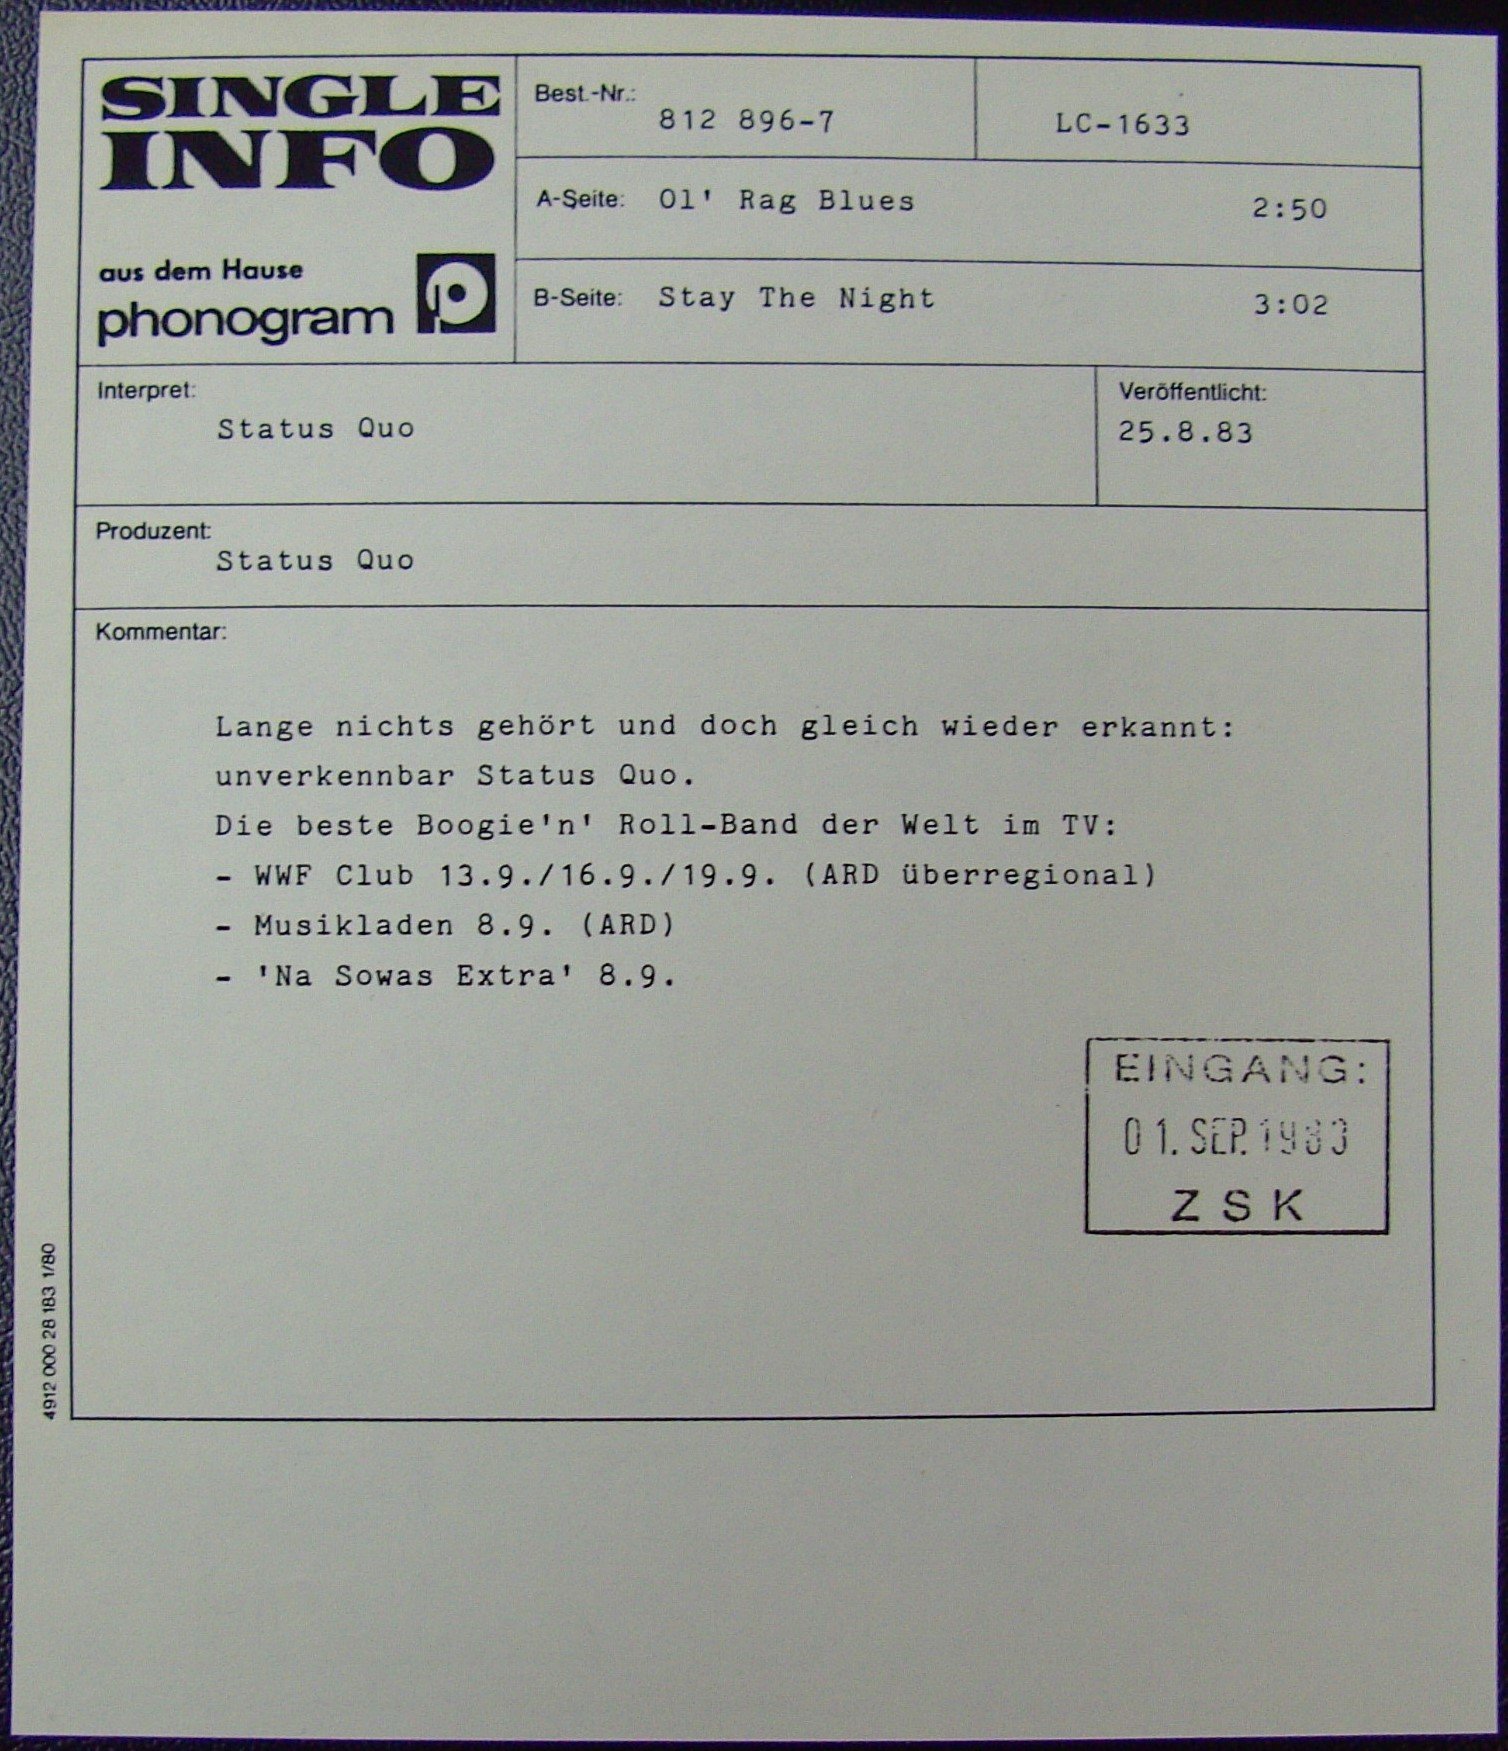 SINGLE
INFO
aus dem Hause
phonogram
Best.-Nr.:
812 896-7
LC-1633
A-Seite: Ol' Rag Blues 2:50
B-Seite: Stay The Night 3:02
Interpret:
Status Quo
Veröffentlicht:
25.8.83
Produzent:
Status Quo
Kommentar:
Lange nichts gehört und doch gleich wieder erkannt:
unverkennbar Status Quo.
Die beste Boogie'n' Roll-Band der Welt im TV:
- WWF Club 13.9./16.9./19.9. (ARD überregional)
- Musikladen 8.9. (ARD)
- 'Na Sowas Extra' 8.9.
EINGANG:
01. SEP. 1983
ZSK
4912 000 28 183 1/80